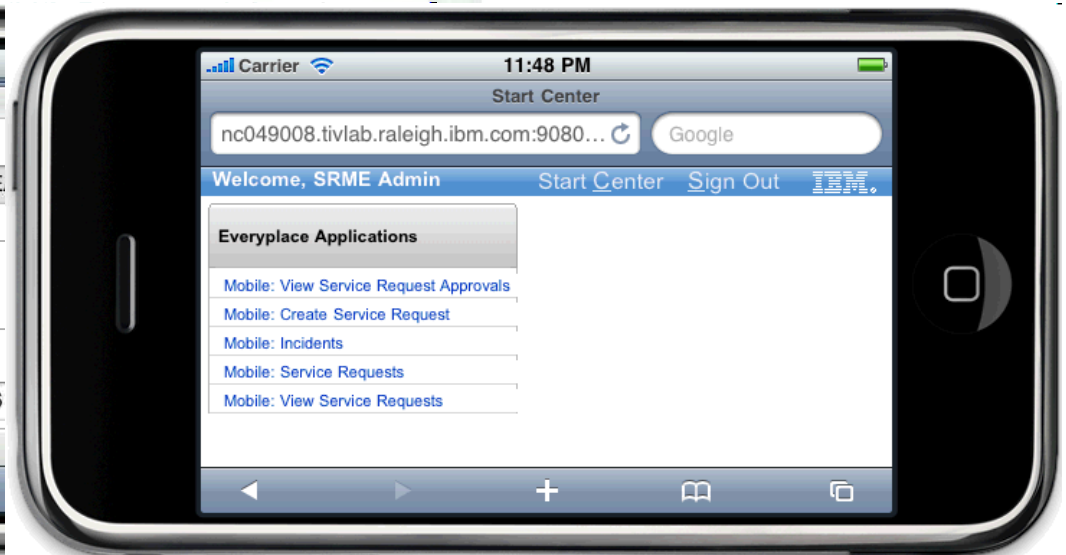 Carrier 11:48 PM
Start Center
nc049008.tivlab.raleigh.ibm.com:9080... Google
Welcome, SRME Admin Start Center Sign Out IBM.
Everyplace Applications
Mobile: View Service Request Approvals
Mobile: Create Service Request
Mobile: Incidents
Mobile: Service Requests
Mobile: View Service Requests